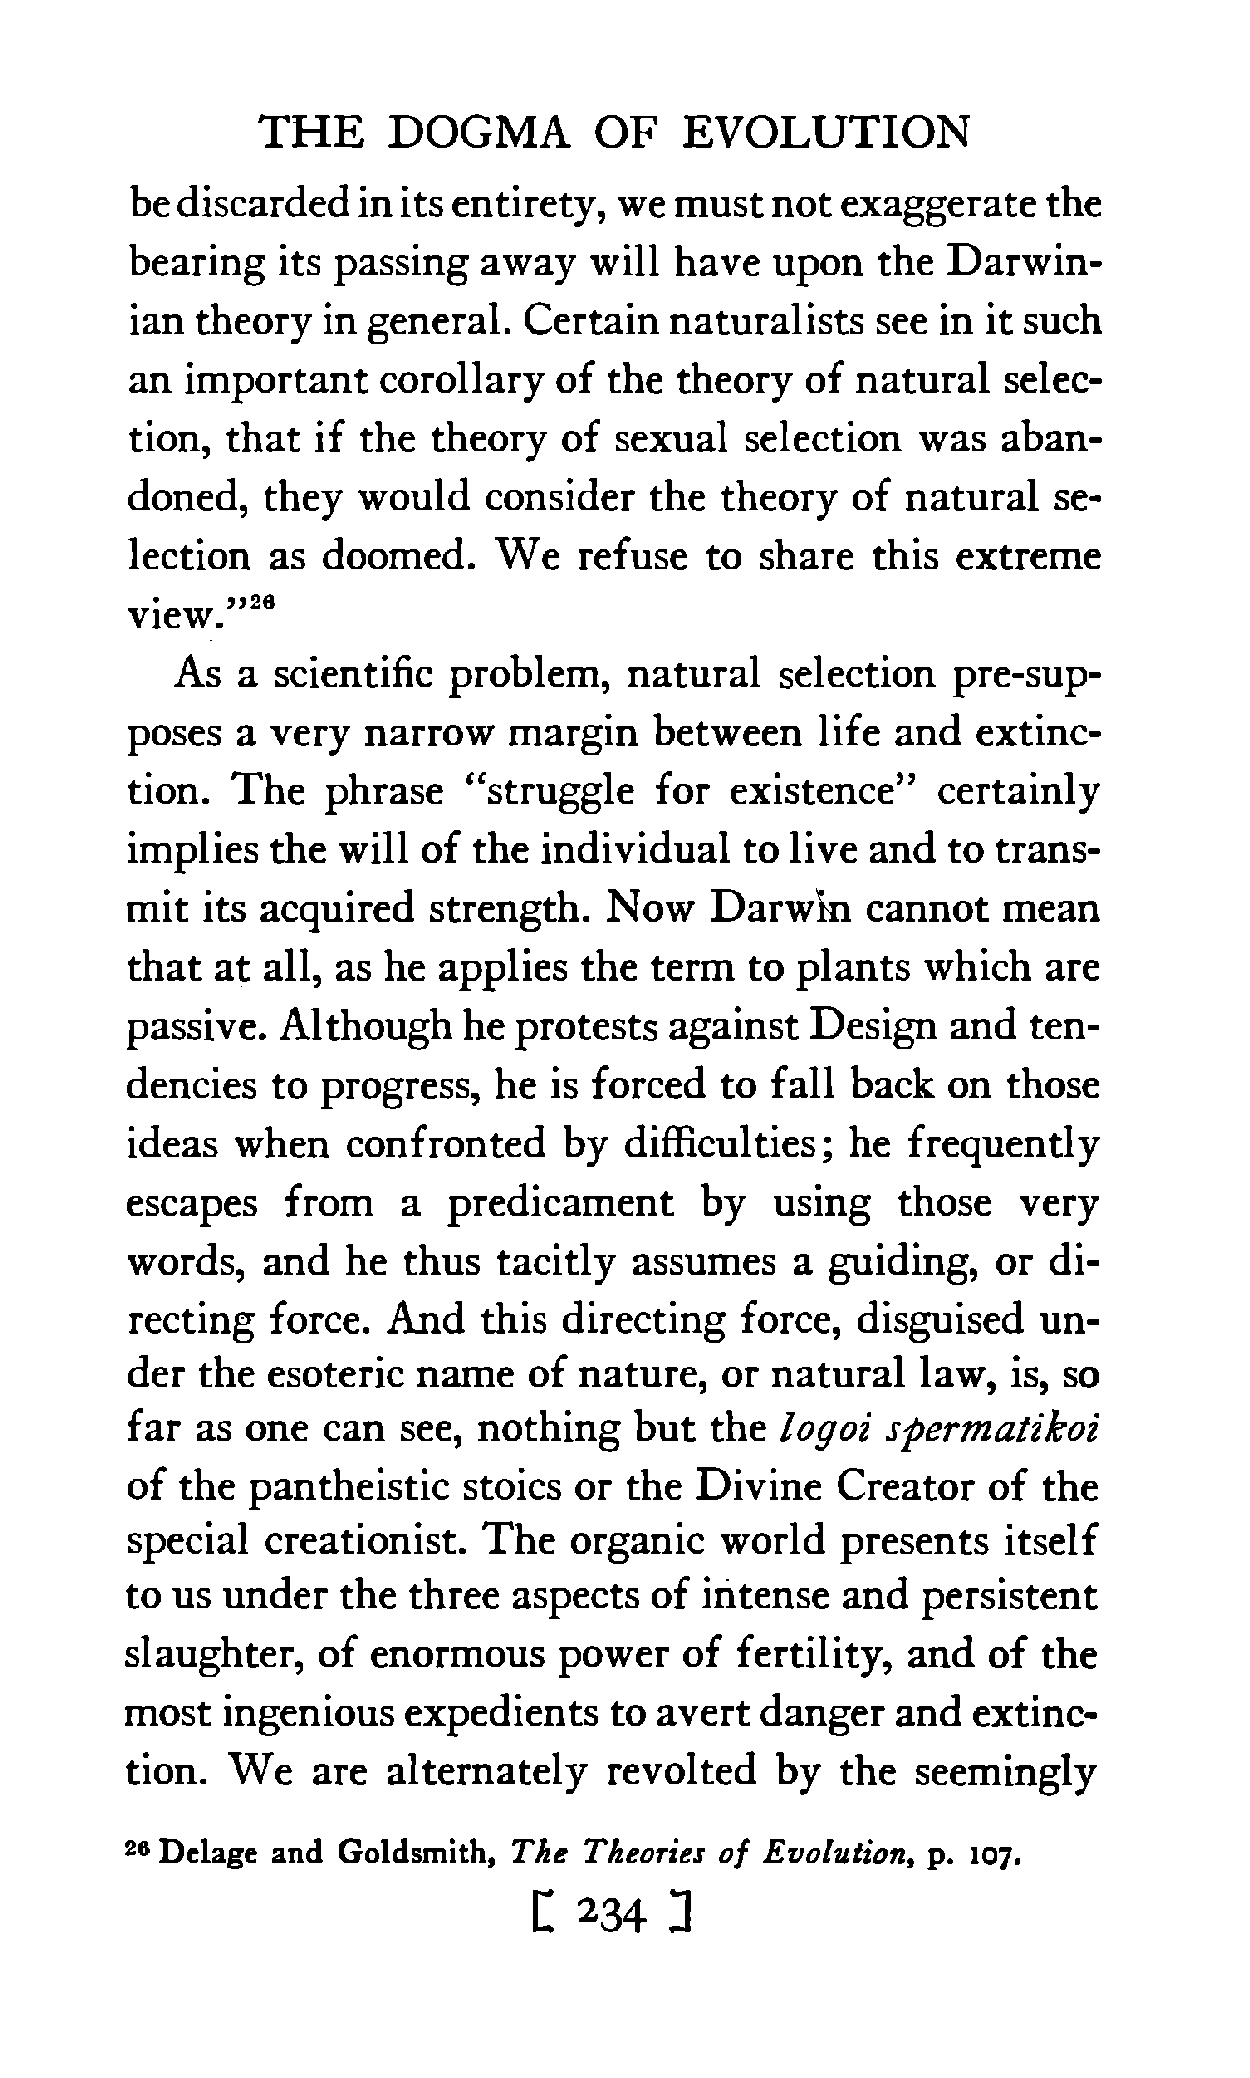 THE DOGMA OF EVOLUTION
be discarded in its entirety, we must not exaggerate the
bearing its passing away will have upon the Darwin-
ian theory in general. Certain naturalists see in it such
an important corollary of the theory of natural selec-
tion, that if the theory of sexual selection was aban-
doned, they would consider the theory of natural se-
lection as doomed. We refuse to share this extreme
view."26
As a scientific problem, natural selection pre-sup-
poses a very narrow margin between life and extinc-
tion. The phrase "struggle for existence" certainly
implies the will of the individual to live and to trans-
mit its acquired strength. Now Darwin cannot mean
that at all, as he applies the term to plants which are
passive. Although he protests against Design and ten-
dencies to progress, he is forced to fall back on those
ideas when confronted by difficulties; he frequently
escapes from a predicament by using those very
words, and he thus tacitly assumes a guiding, or di-
recting force. And this directing force, disguised un-
der the esoteric name of nature, or natural law, is, so
far as one can see, nothing but the logoi spermatikoi
of the pantheistic stoics or the Divine Creator of the
special creationist. The organic world presents itself
to us under the three aspects of intense and persistent
slaughter, of enormous power of fertility, and of the
most ingenious expedients to avert danger and extinc-
tion. We are alternately revolted by the seemingly
26 Delage and Goldsmith, The Theories of Evolution, p. 107.
[ 234 ]